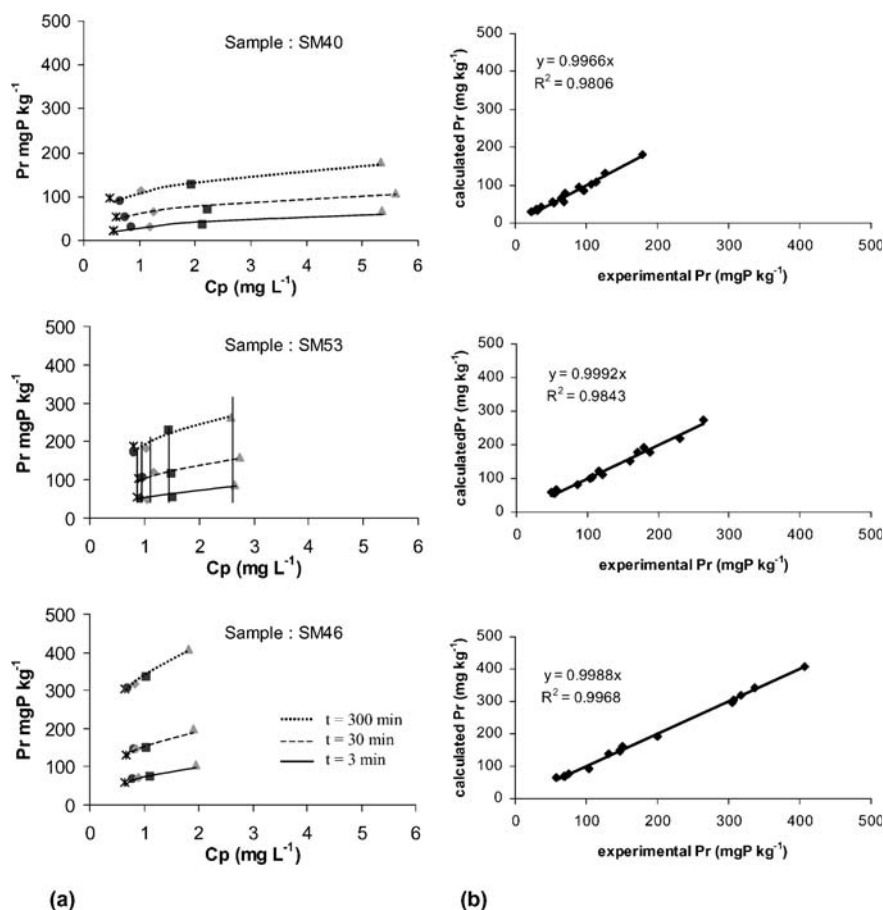 Sample : SM40
Pr mgP kg⁻¹
500
400
300
200
100
0
0 1 2 3 4 5 6
Cp (mg L⁻¹)
y = 0.9966x
R² = 0.9806
calculated Pr (mg kg⁻¹)
500
400
300
200
100
0
0 100 200 300 400 500
experimental Pr (mgP kg⁻¹)
Sample : SM53
Pr mgP kg⁻¹
500
400
300
200
100
0
0 1 2 3 4 5 6
Cp (mg L⁻¹)
y = 0.9992x
R² = 0.9843
calculatedPr (mg kg⁻¹)
500
400
300
200
100
0
0 100 200 300 400 500
experimental Pr (mgP kg⁻¹)
Sample : SM46
Pr mgP kg⁻¹
500
400
300
200
100
0
t = 300 min
t = 30 min
t = 3 min
0 1 2 3 4 5 6
Cp (mg L⁻¹)
y = 0.9988x
R² = 0.9968
calculated Pr (mg kg⁻¹)
500
400
300
200
100
0
0 100 200 300 400 500
experimental Pr (mgP kg⁻¹)
(a)
(b)